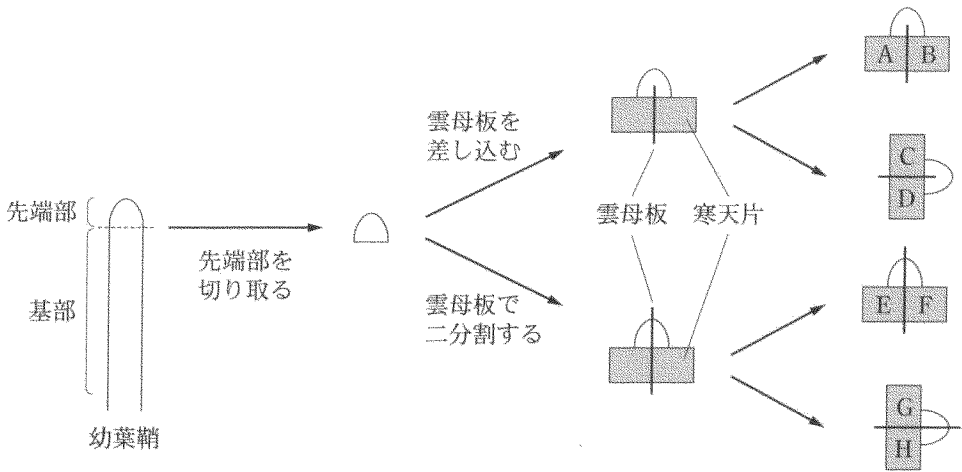 先端部
基部
幼葉鞘
先端部を
切り取る
雲母板を
差し込む
雲母板で
二分割する
雲母板 寒天片
A B
C
D
E F
G
H